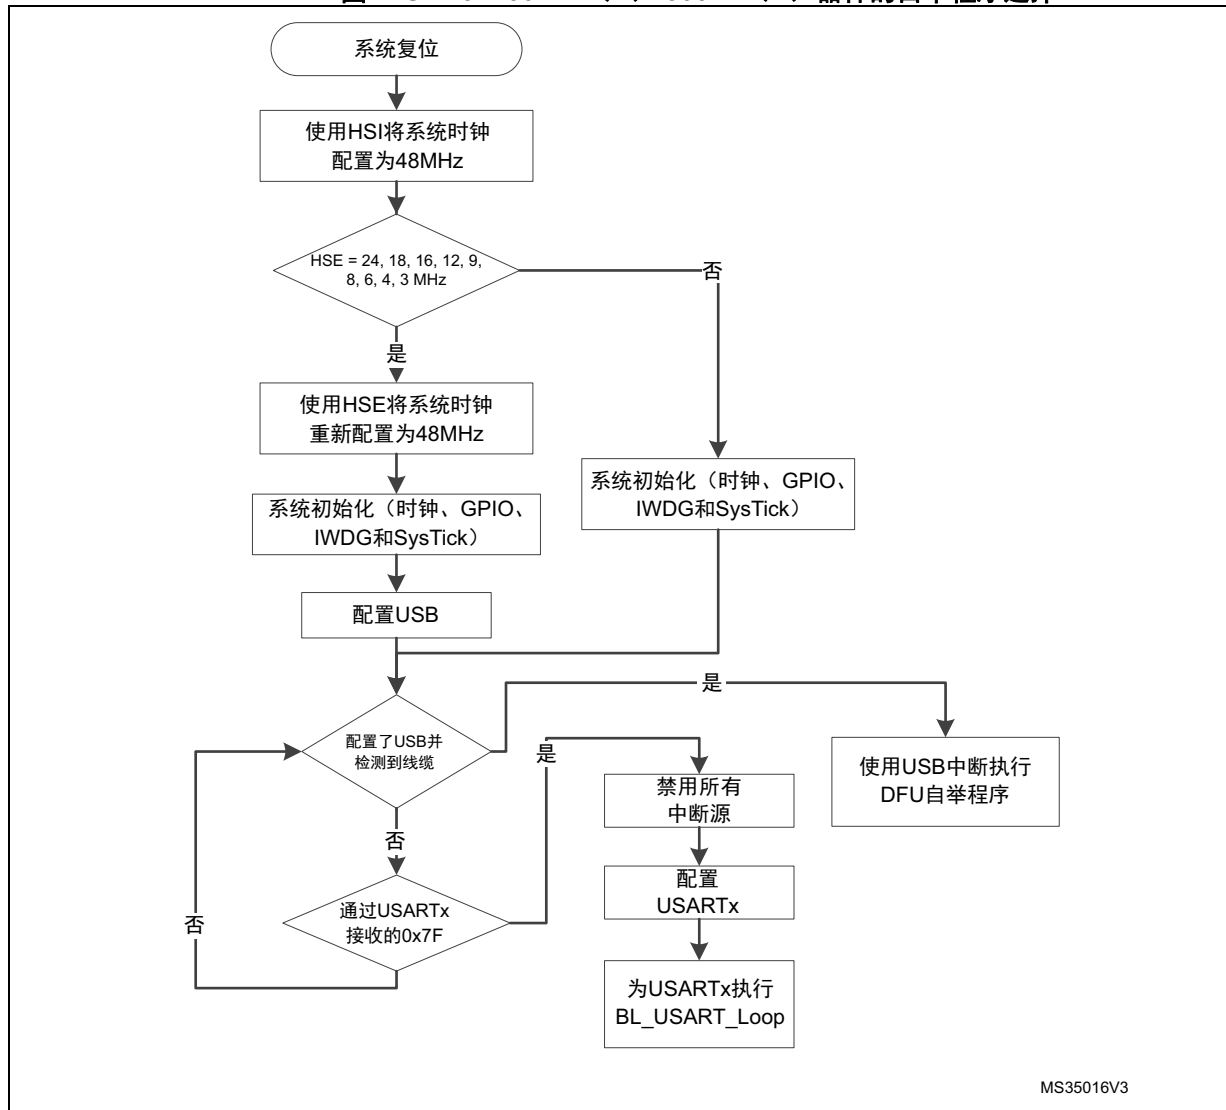 系统复位
使用HSI将系统时钟
配置为48MHz
HSE = 24, 18, 16, 12, 9,
8, 6, 4, 3 MHz
否
是
使用HSE将系统时钟
重新配置为48MHz
系统初始化（时钟、GPIO、
IWDG和SysTick）
系统初始化（时钟、GPIO、
IWDG和SysTick）
配置USB
是
配置了USB并
检测到线缆
是
使用USB中断执行
DFU自举程序
禁用所有
中断源
否
配置
USARTx
通过USARTx
接收的0x7F
否
为USARTx执行
BL_USART_Loop
MS35016V3